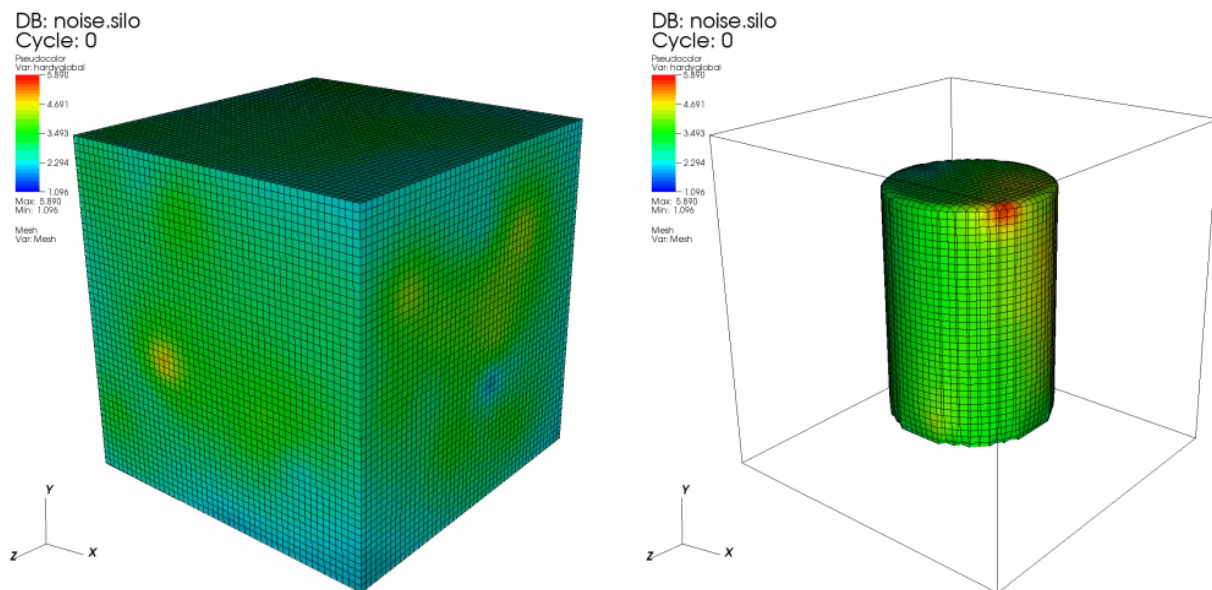 DB: noise.silo
Cycle: 0
Pseudocolor
Var: hardyglobal
5.890
4.691
3.493
2.294
1.096
Max: 5.890
Min: 1.096
Mesh
Var: Mesh
Y
Z
X
DB: noise.silo
Cycle: 0
Pseudocolor
Var: hardyglobal
5.890
4.691
3.493
2.294
1.096
Max: 5.890
Min: 1.096
Mesh
Var: Mesh
Y
Z
X